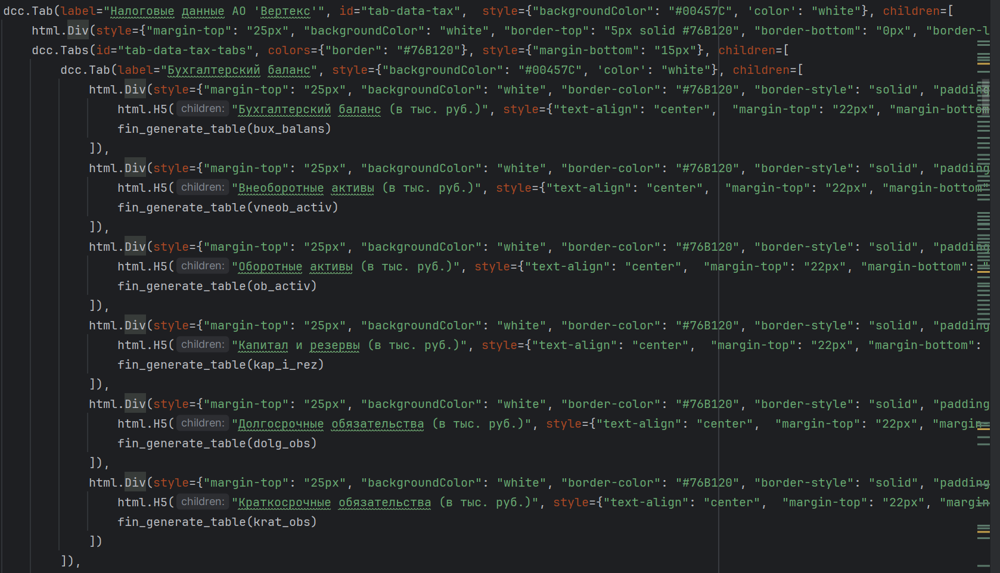 dcc.Tab(label="Налоговые данные АО 'Вертекс'", id="tab-data-tax",  style={"backgroundColor": "#00457C", 'color': "white"}, children=[
html.Div(style={"margin-top": "25px", "backgroundColor": "white", "border-top": "5px solid #76B120", "border-bottom": "0px", "border-l
dcc.Tabs(id="tab-data-tax-tabs", colors={"border": "#76B120"}, style={"margin-bottom": "15px"}, children=[
dcc.Tab(label="Бухгалтерский баланс", style={"backgroundColor": "#00457C", 'color': "white"}, children=[
html.Div(style={"margin-top": "25px", "backgroundColor": "white", "border-color": "#76B120", "border-style": "solid", "padding
html.H5( children: "Бухгалтерский баланс (в тыс. руб.)", style={"text-align": "center",  "margin-top": "22px", "margin-bottom
fin_generate_table(bux_balans)
]),
html.Div(style={"margin-top": "25px", "backgroundColor": "white", "border-color": "#76B120", "border-style": "solid", "padding
html.H5( children: "Внеоборотные активы (в тыс. руб.)", style={"text-align": "center",  "margin-top": "22px", "margin-bottom"
fin_generate_table(vneob_activ)
]),
html.Div(style={"margin-top": "25px", "backgroundColor": "white", "border-color": "#76B120", "border-style": "solid", "padding
html.H5( children: "Оборотные активы (в тыс. руб.)", style={"text-align": "center",  "margin-top": "22px", "margin-bottom": "
fin_generate_table(ob_activ)
]),
html.Div(style={"margin-top": "25px", "backgroundColor": "white", "border-color": "#76B120", "border-style": "solid", "padding
html.H5( children: "Капитал и резервы (в тыс. руб.)", style={"text-align": "center",  "margin-top": "22px", "margin-bottom":
fin_generate_table(kap_i_rez)
]),
html.Div(style={"margin-top": "25px", "backgroundColor": "white", "border-color": "#76B120", "border-style": "solid", "padding
html.H5( children: "Долгосрочные обязательства (в тыс. руб.)", style={"text-align": "center",  "margin-top": "22px", "margin-
fin_generate_table(dolg_obs)
]),
html.Div(style={"margin-top": "25px", "backgroundColor": "white", "border-color": "#76B120", "border-style": "solid", "padding
html.H5( children: "Краткосрочные обязательства (в тыс. руб.)", style={"text-align": "center",  "margin-top": "22px", "margin
fin_generate_table(krat_obs)
])
]),